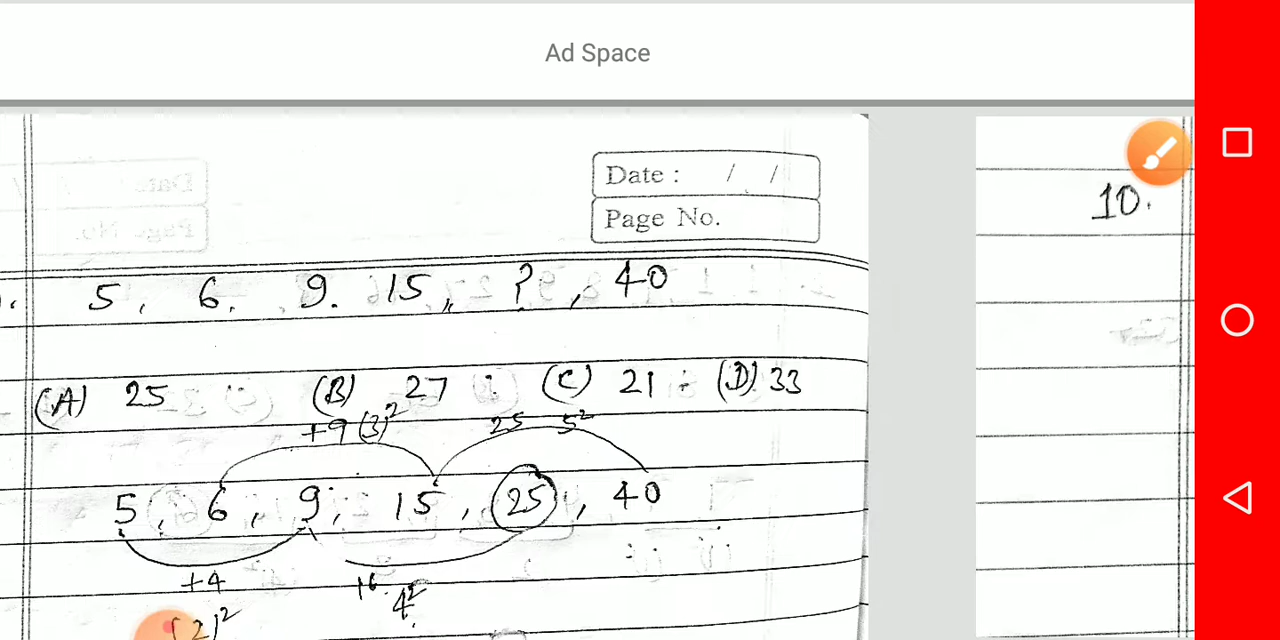 Ad Space
Date : / /
Page No.
10.
5, 6. 9. 15, ?, 40
(A) 25 (B) 27 (C) 21 (D) 33
+9 (3)² 25 5²
5, 6, 9, 15, 25, 40
+4 16 4²
(2)²